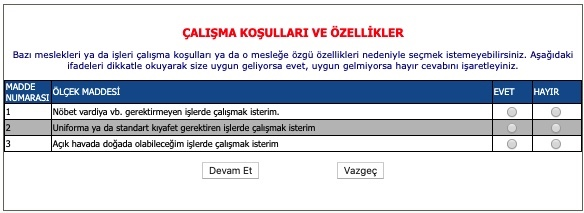 ÇALIŞMA KOŞULLARI VE ÖZELLİKLER
Bazı meslekleri ya da işleri çalışma koşulları ya da o mesleğe özgü özellikleri nedeniyle seçmek istemeyebilirsiniz. Aşağıdaki
ifadeleri dikkatle okuyarak size uygun geliyorsa evet, uygun gelmiyorsa hayır cevabını işaretleyiniz.
MADDE NUMARASI ÖLÇEK MADDESİ EVET HAYIR
1 Nöbet vardiya vb. gerektirmeyen işlerde çalışmak isterim.
2 Uniforma ya da standart kıyafet gerektiren işlerde çalışmak isterim
3 Açık havada doğada olabileceğim işlerde çalışmak isterim
Devam Et Vazgeç